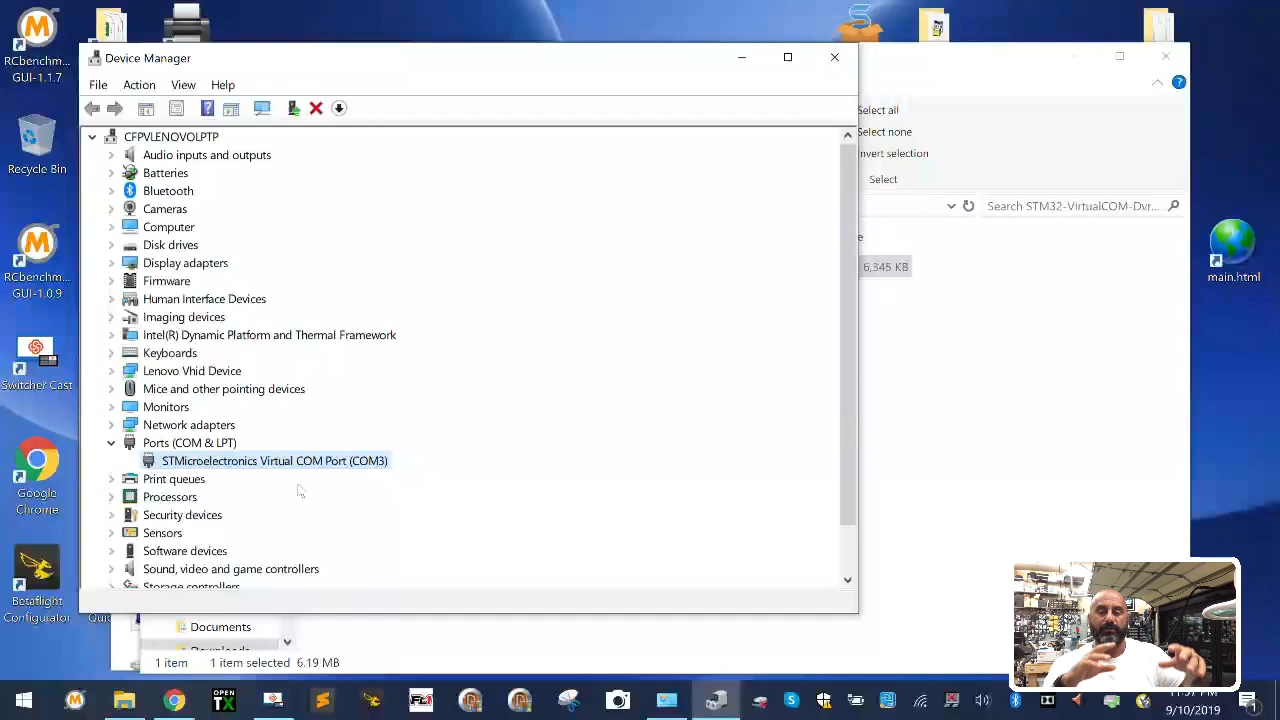 RCbenchm...
GUI-1.1.7
Recycle Bin
RCbenchm...
GUI-1.0.9
Switcher Cast
Google
Chrome
Betaflight
Configurator
Device Manager
File
Action
View
Help
CFPVLENOVOLPTP
Audio inputs and outputs
Batteries
Bluetooth
Cameras
Computer
Disk drives
Display adapters
Firmware
Human Interface Devices
Imaging devices
Intel(R) Dynamic Platform and Thermal Framework
Keyboards
Lenovo Vhid Device
Mice and other pointing devices
Monitors
Network adapters
Ports (COM & LPT)
STMicroelectronics Virtual COM Port (COM3)
Print queues
Processors
Security devices
Sensors
Software devices
Sound, video and game controllers
Storage controllers
Select all
Select none
nvert selection
Select
Search STM32-VirtualCOM-Dvr...
e
6,345 KB
main.html
Documents
1 item
1 item selected 6.19 MB
OPEN
TX
9/10/2019